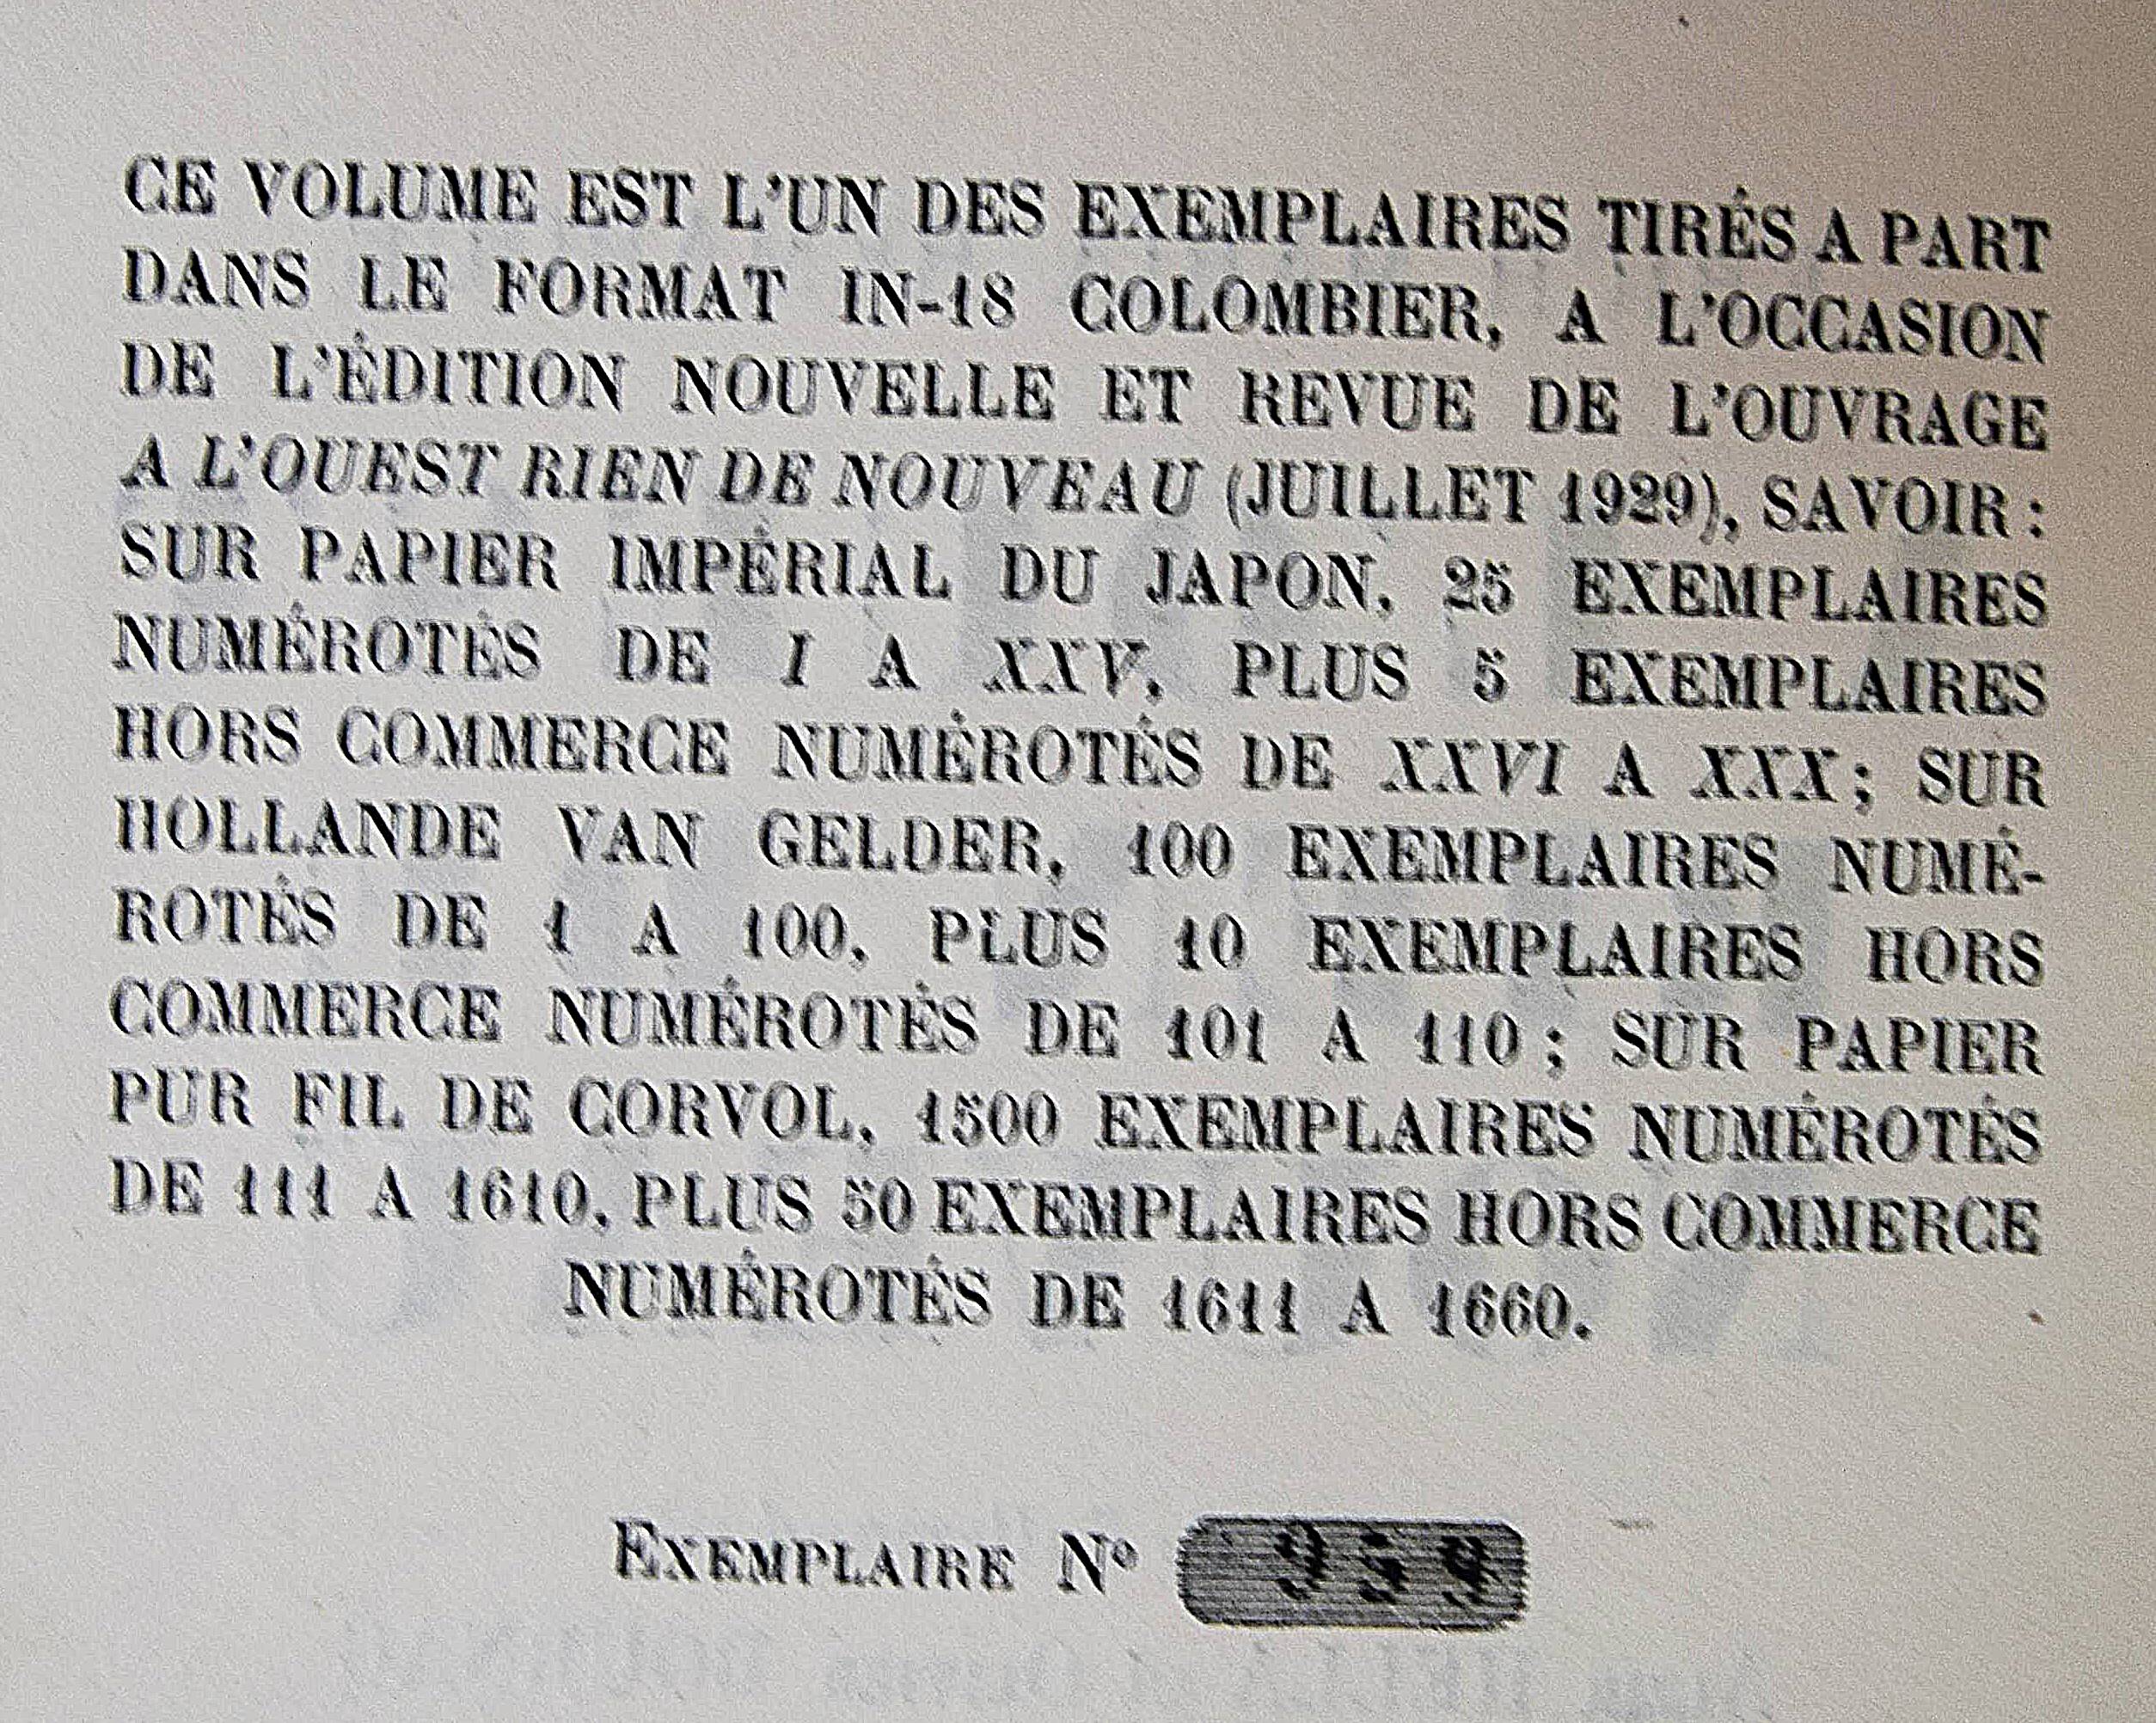 CE VOLUME EST L'UN DES EXEMPLAIRES TIRÉS A PART
DANS LE FORMAT IN-18 COLOMBIER, A L'OCCASION
DE L'ÉDITION NOUVELLE ET REVUE DE L'OUVRAGE
A L'OUEST RIEN DE NOUVEAU (JUILLET 1929), SAVOIR :
SUR PAPIER IMPÉRIAL DU JAPON, 25 EXEMPLAIRES
NUMÉROTÉS DE I A XXV, PLUS 5 EXEMPLAIRES
HORS COMMERCE NUMÉROTÉS DE XXVI A XXX ; SUR
HOLLANDE VAN GELDER, 100 EXEMPLAIRES NUMÉ-
ROTÉS DE 1 A 100, PLUS 10 EXEMPLAIRES HORS
COMMERCE NUMÉROTÉS DE 101 A 110 ; SUR PAPIER
PUR FIL DE CORVOL, 1500 EXEMPLAIRES NUMÉROTÉS
DE 111 A 1610, PLUS 50 EXEMPLAIRES HORS COMMERCE
NUMÉROTÉS DE 1611 A 1660.
EXEMPLAIRE Nº 959